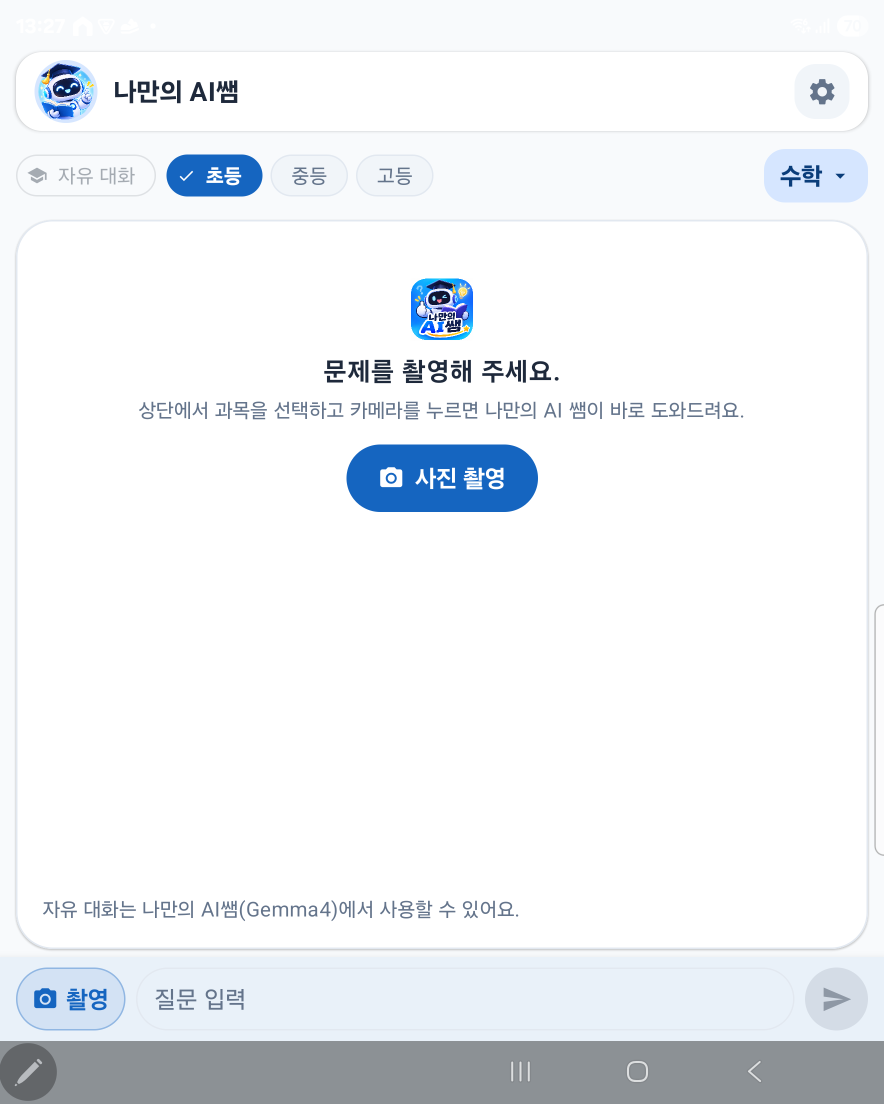 13:27
나만의 AI쌤
자유 대화
초등
중등
고등
수학
나만의
AI쌤
문제를 촬영해 주세요.
상단에서 과목을 선택하고 카메라를 누르면 나만의 AI 쌤이 바로 도와드려요.
사진 촬영
자유 대화는 나만의 AI쌤(Gemma4)에서 사용할 수 있어요.
촬영
질문 입력